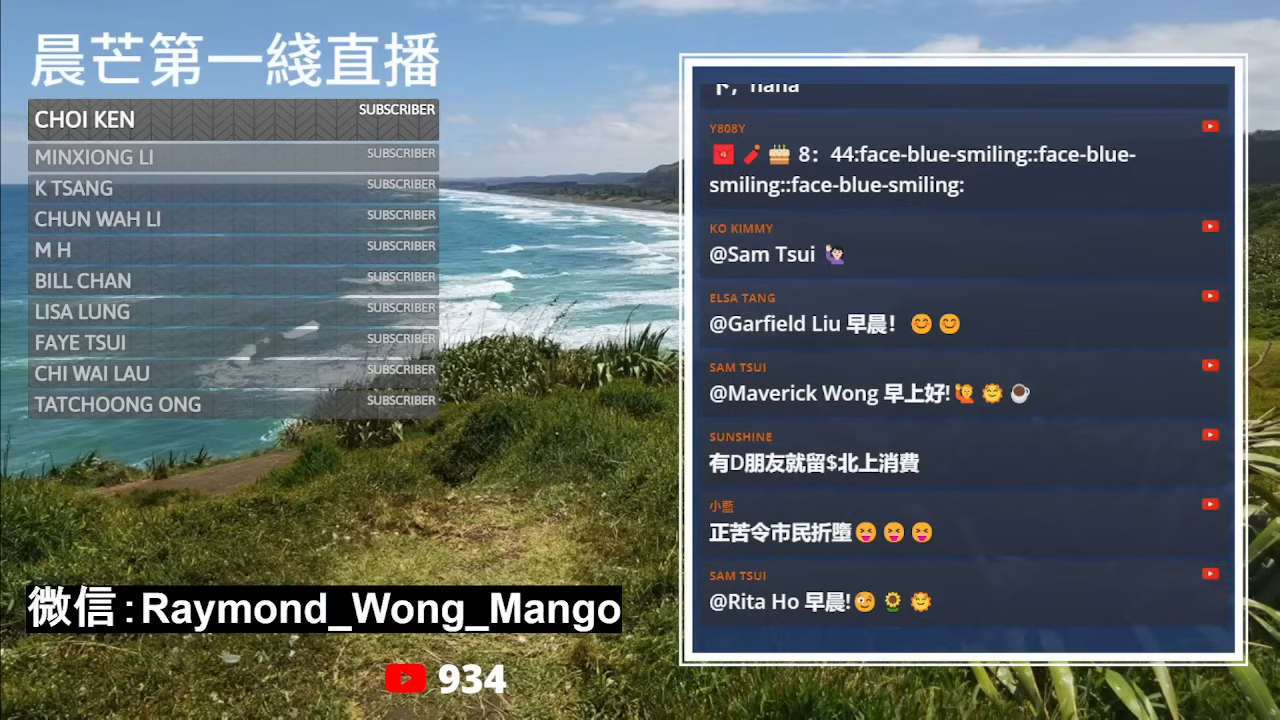 晨芒第一綫直播
CHOI KEN SUBSCRIBER
MINXIONG LI SUBSCRIBER
K TSANG SUBSCRIBER
CHUN WAH LI SUBSCRIBER
M H SUBSCRIBER
BILL CHAN SUBSCRIBER
LISA LUNG SUBSCRIBER
FAYE TSUI SUBSCRIBER
CHI WAI LAU SUBSCRIBER
TATCHOONG ONG SUBSCRIBER
微信:Raymond_Wong_Mango
934
haha
Y808Y
🧧🧨🎂 8：44:face-blue-smiling::face-blue-
smiling::face-blue-smiling:
KO KIMMY
@Sam Tsui 🙋🏻‍♀️
ELSA TANG
@Garfield Liu 早晨！ 😊😊
SAM TSUI
@Maverick Wong 早上好!🙋🌞☕
SUNSHINE
有D朋友就留$北上消費
小藍
正苦令市民折墮😝😝😝
SAM TSUI
@Rita Ho 早晨!😉🌻🌞